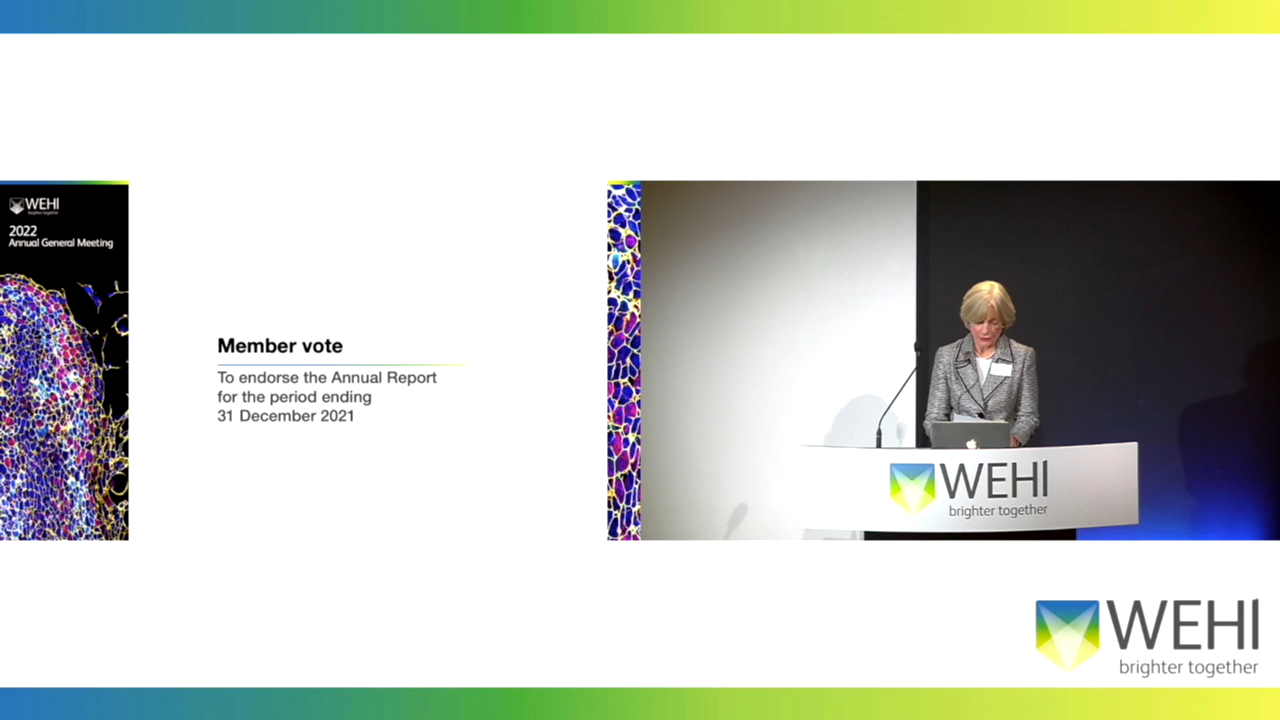 WEHI
brighter together
2022
Annual General Meeting
Member vote
To endorse the Annual Report
for the period ending
31 December 2021
WEHI
brighter together
WEHI
brighter together